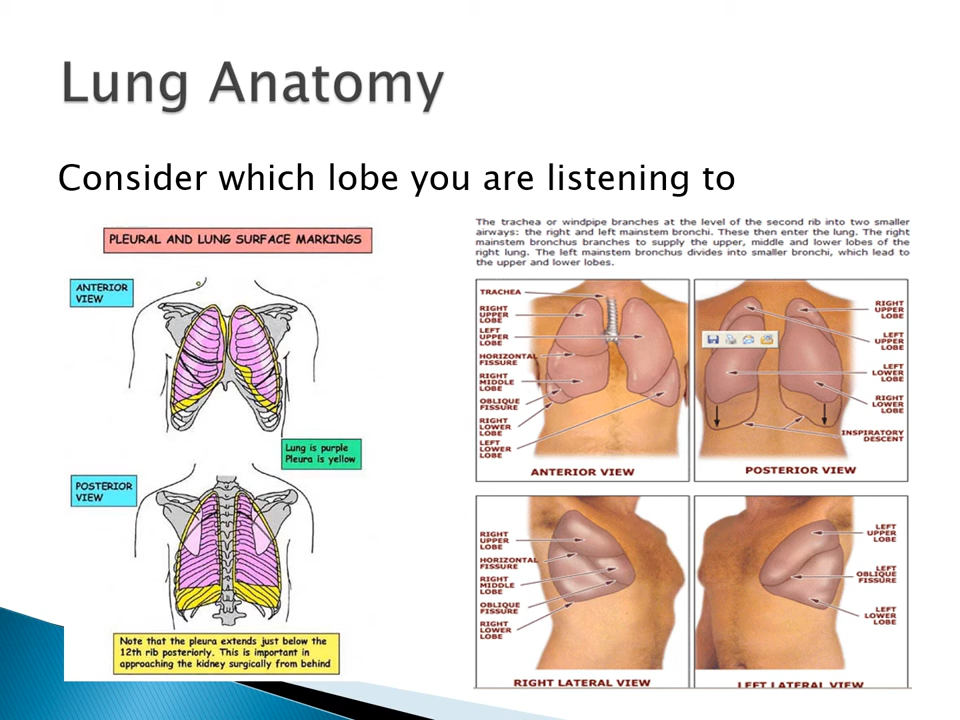 Lung Anatomy
Consider which lobe you are listening to
PLEURAL AND LUNG SURFACE MARKINGS
ANTERIOR
VIEW
Lung is purple
Pleura is yellow
POSTERIOR
VIEW
Note that the pleura extends just below the
12th rib posteriorly. This is important in
approaching the kidney surgically from behind
The trachea or windpipe branches at the level of the second rib into two smaller
airways: the right and left mainstem bronchi. These then enter the lung. The right
mainstem bronchus branches to supply the upper, middle and lower lobes of the
right lung. The left mainstem bronchus divides into smaller bronchi, which lead to
the upper and lower lobes.
TRACHEA
RIGHT
UPPER
LOBE
LEFT
UPPER
LOBE
HORIZONTAL
FISSURE
RIGHT
MIDDLE
LOBE
OBLIQUE
FISSURE
RIGHT
LOWER
LOBE
LEFT
LOWER
LOBE
ANTERIOR VIEW
RIGHT
UPPER
LOBE
LEFT
UPPER
LOBE
LEFT
LOWER
LOBE
RIGHT
LOWER
LOBE
INSPIRATORY
DESCENT
POSTERIOR VIEW
RIGHT
UPPER
LOBE
HORIZONTAL
FISSURE
RIGHT
MIDDLE
LOBE
OBLIQUE
FISSURE
RIGHT
LOWER
LOBE
RIGHT LATERAL VIEW
LEFT
UPPER
LOBE
LEFT
OBLIQUE
FISSURE
LEFT
LOWER
LOBE
LEFT LATERAL VIEW